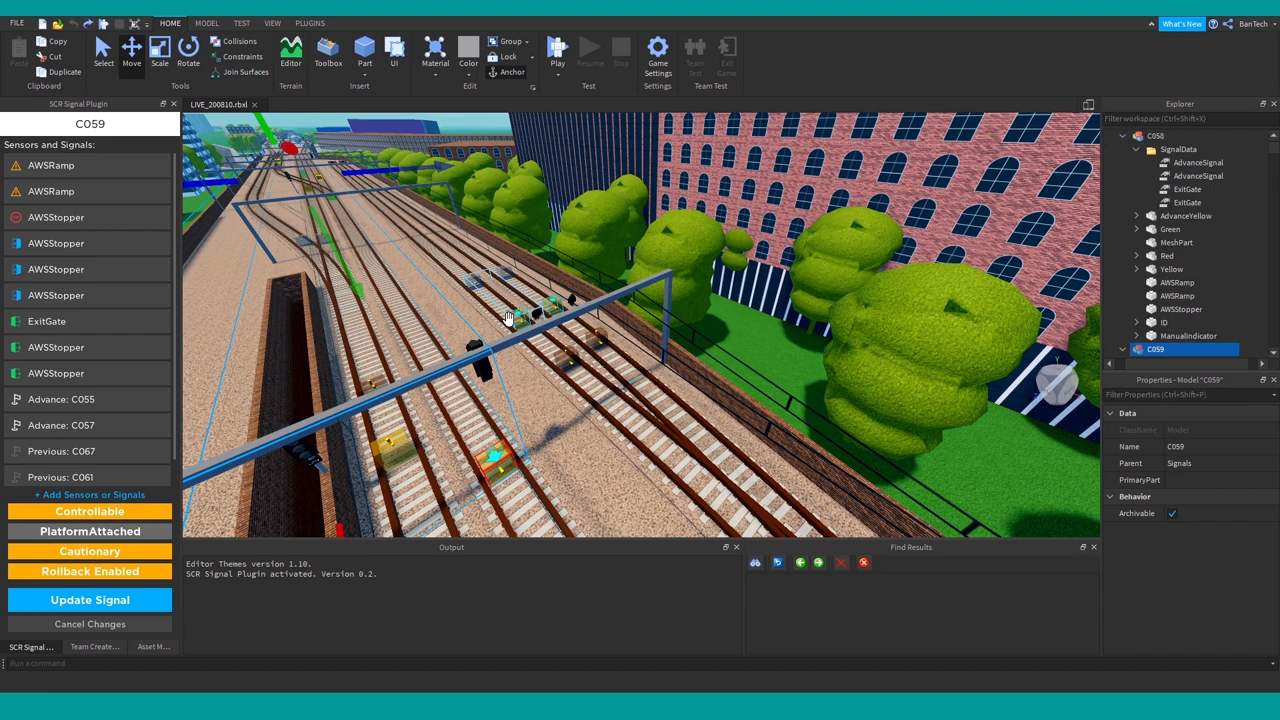 FILE
HOME
MODEL
TEST
VIEW
PLUGINS
What's New
BanTech
Paste
Copy
Cut
Duplicate
Clipboard
Select
Move
Scale
Rotate
Collisions
Constraints
Join Surfaces
Tools
Editor
Terrain
Toolbox
Part
UI
Insert
Material
Color
Group
Lock
Anchor
Edit
Play
Resume
Stop
Test
Game
Settings
Settings
Team
Test
Exit
Game
Team Test
SCR Signal Plugin
C059
Sensors and Signals:
AWSRamp
AWSRamp
AWSStopper
AWSStopper
AWSStopper
AWSStopper
ExitGate
AWSStopper
AWSStopper
Advance: C055
Advance: C057
Previous: C067
Previous: C061
+ Add Sensors or Signals
Controllable
PlatformAttached
Cautionary
Rollback Enabled
Update Signal
Cancel Changes
SCR Signal ...
Team Create...
Asset M...
Run a command
LIVE_200810.rbxl
Output
Editor Themes version 1.10.
SCR Signal Plugin activated. Version 0.2.
Find Results
Explorer
Filter workspace (Ctrl+Shift+X)
C058
SignalData
AdvanceSignal
AdvanceSignal
ExitGate
ExitGate
AdvanceYellow
Green
MeshPart
Red
Yellow
AWSRamp
AWSRamp
AWSStopper
ID
ManualIndicator
C059
Properties - Model "C059"
Filter Properties (Ctrl+Shift+P)
Data
ClassName Model
Name C059
Parent Signals
PrimaryPart
Behavior
Archivable